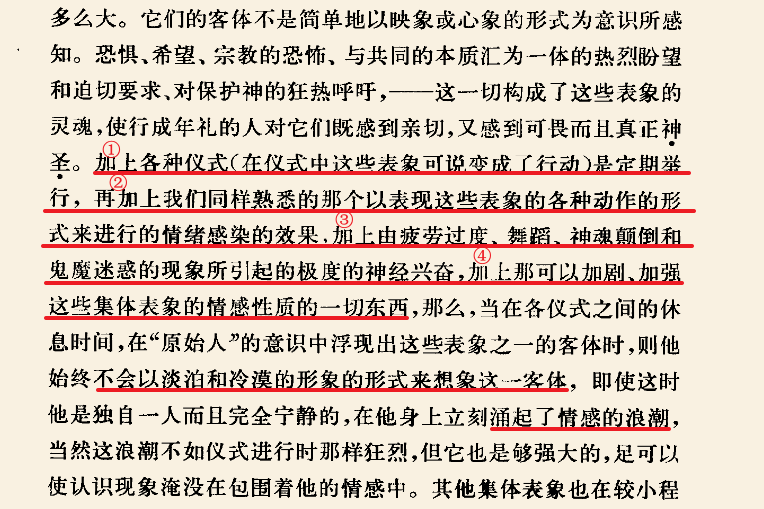 多么大。它们的客体不是简单地以映象或心象的形式为意识所感
知。恐惧、希望、宗教的恐怖、与共同的本质汇为一体的热烈盼望
和迫切要求、对保护神的狂热呼吁,——这一切构成了这些表象的
灵魂,使行成年礼的人对它们既感到亲切,又感到可畏而且真正神
圣。①加上各种仪式(在仪式中这些表象可说变成了行动)是定期举
行,再②加上我们同样熟悉的那个以表现这些表象的各种动作的形
式来进行的情绪感染的效果,③加上由疲劳过度、舞蹈、神魂颠倒和
鬼魔迷惑的现象所引起的极度的神经兴奋,④加上那可以加剧、加强
这些集体表象的情感性质的一切东西,那么,当在各仪式之间的休
息时间,在“原始人”的意识中浮现出这些表象之一的客体时,则他
始终不会以淡泊和冷漠的形象的形式来想象这一客体,即使这时
他是独自一人而且完全宁静的,在他身上立刻涌起了情感的浪潮,
当然这浪潮不如仪式进行时那样狂烈,但它也是够强大的,足可以
使认识现象淹没在包围着他的情感中。其他集体表象也在较小程